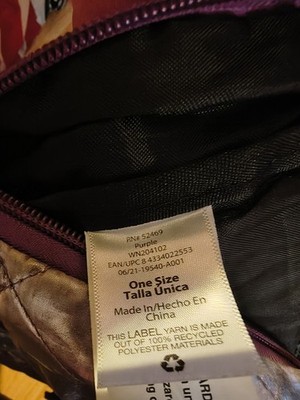 RN# 52469
Purple
WN204102
EAN/UPC 8 4334022553
06/21-19540-A001
One Size
Talla Unica
Made In/Hecho En
China
THIS LABEL YARN IS MADE
OUT OF 100% RECYCLED
POLYESTER MATERIALS